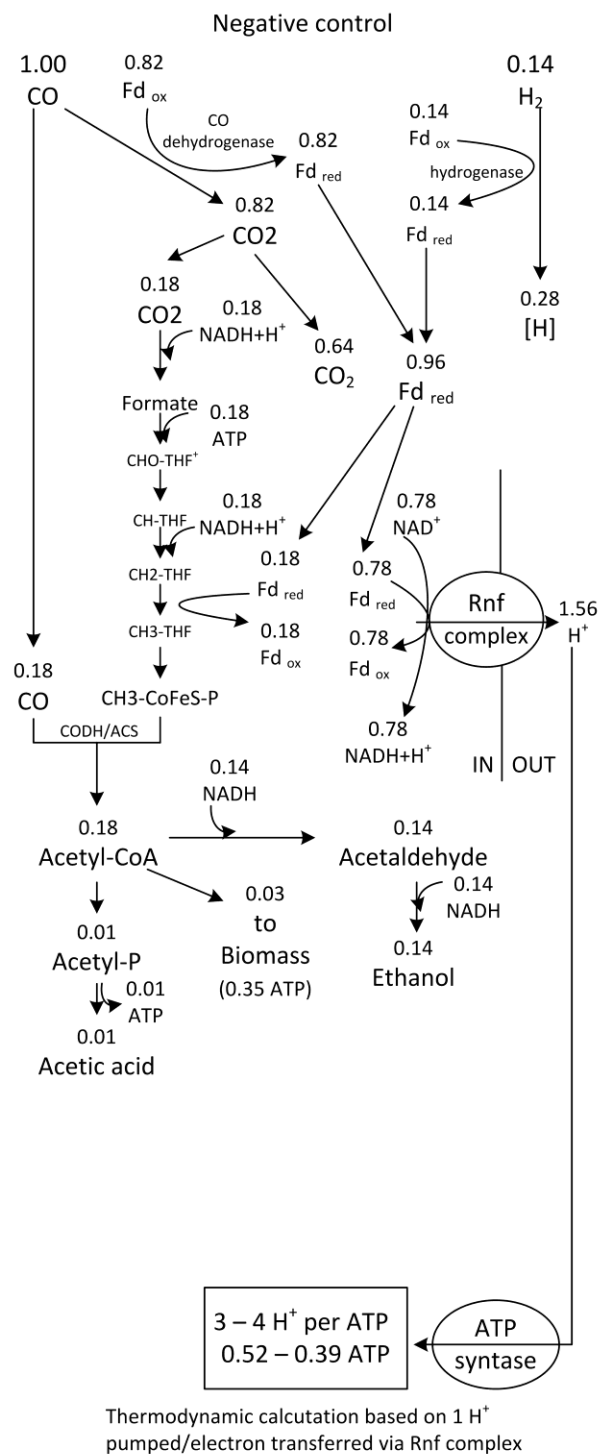 Negative control
1.00
CO
0.82
Fd ox
CO
dehydrogenase
0.82
Fd red
0.14
H2
0.14
Fd ox
hydrogenase
0.14
Fd red
0.82
CO2
0.28
[H]
0.18
CO2
0.18
NADH+H+
0.64
CO2
0.96
Fd red
Formate
0.18
ATP
CHO-THF+
CH-THF
0.18
NADH+H+
CH2-THF
0.18
Fd red
0.18
Fd ox
CH3-THF
0.78
NAD+
0.78
Fd red
0.78
Fd ox
0.78
NADH+H+
Rnf
complex
1.56
H+
IN OUT
0.18
CO
CH3-CoFeS-P
CODH/ACS
0.14
NADH
0.18
Acetyl-CoA
0.14
Acetaldehyde
0.03
to
Biomass
(0.35 ATP)
0.14
NADH
0.14
Ethanol
0.01
Acetyl-P
0.01
ATP
0.01
Acetic acid
3 – 4 H+ per ATP
0.52 – 0.39 ATP
ATP
syntase
Thermodynamic calcutation based on 1 H+
pumped/electron transferred via Rnf complex